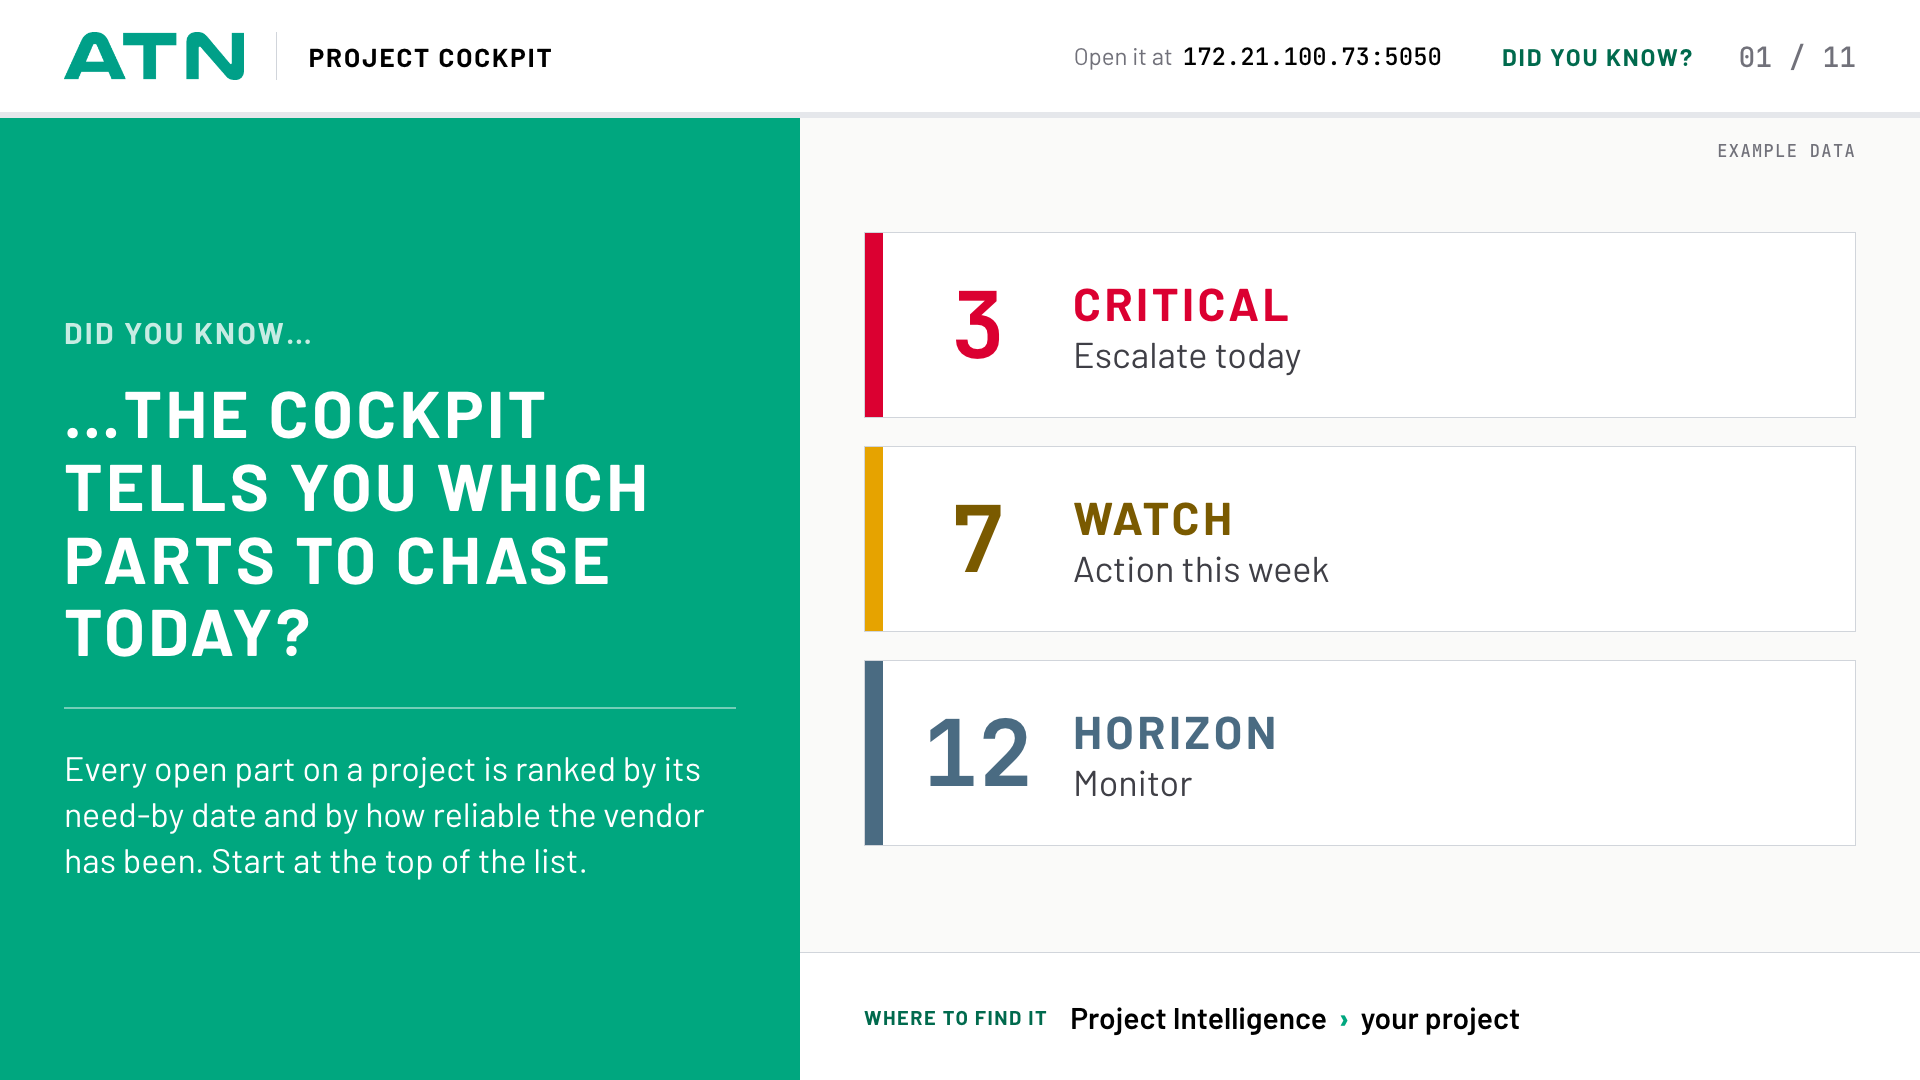 ATN
PROJECT COCKPIT
Open it at 172.21.100.73:5050
DID YOU KNOW?
01 / 11
DID YOU KNOW...
...THE COCKPIT
TELLS YOU WHICH
PARTS TO CHASE
TODAY?
Every open part on a project is ranked by its
need-by date and by how reliable the vendor
has been. Start at the top of the list.
EXAMPLE DATA
3
CRITICAL
Escalate today
7
WATCH
Action this week
12
HORIZON
Monitor
WHERE TO FIND IT Project Intelligence › your project